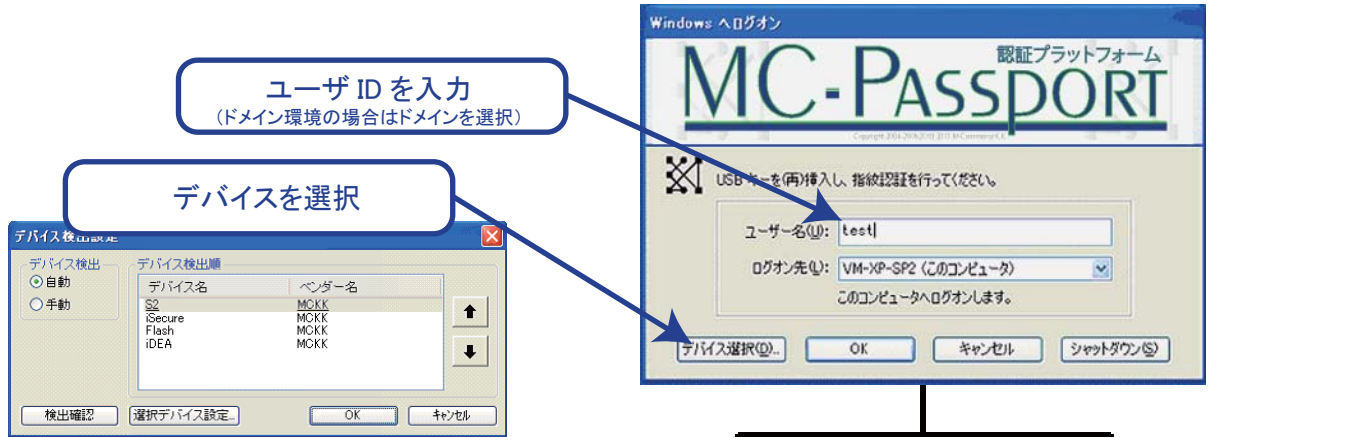 Windows へログオン
認証プラットフォーム
MC-PASSPORT
ユーザ ID を入力
(ドメイン環境の場合はドメインを選択)
USB キーを(再)挿入し、指紋認証を行ってください。
ユーザー名(U): test
ログオン先(L): VM-XP-SP2 (このコンピュータ)
このコンピュータへログオンします。
デバイス選択(D)... OK キャンセル シャットダウン(S)
デバイスを選択
デバイス検出設定
デバイス検出
自動
手動
デバイス検出順
デバイス名 ベンダー名
S2 MCKK
iSecure MCKK
Flash MCKK
iDEA MCKK
検出確認 選択デバイス設定... OK キャンセル